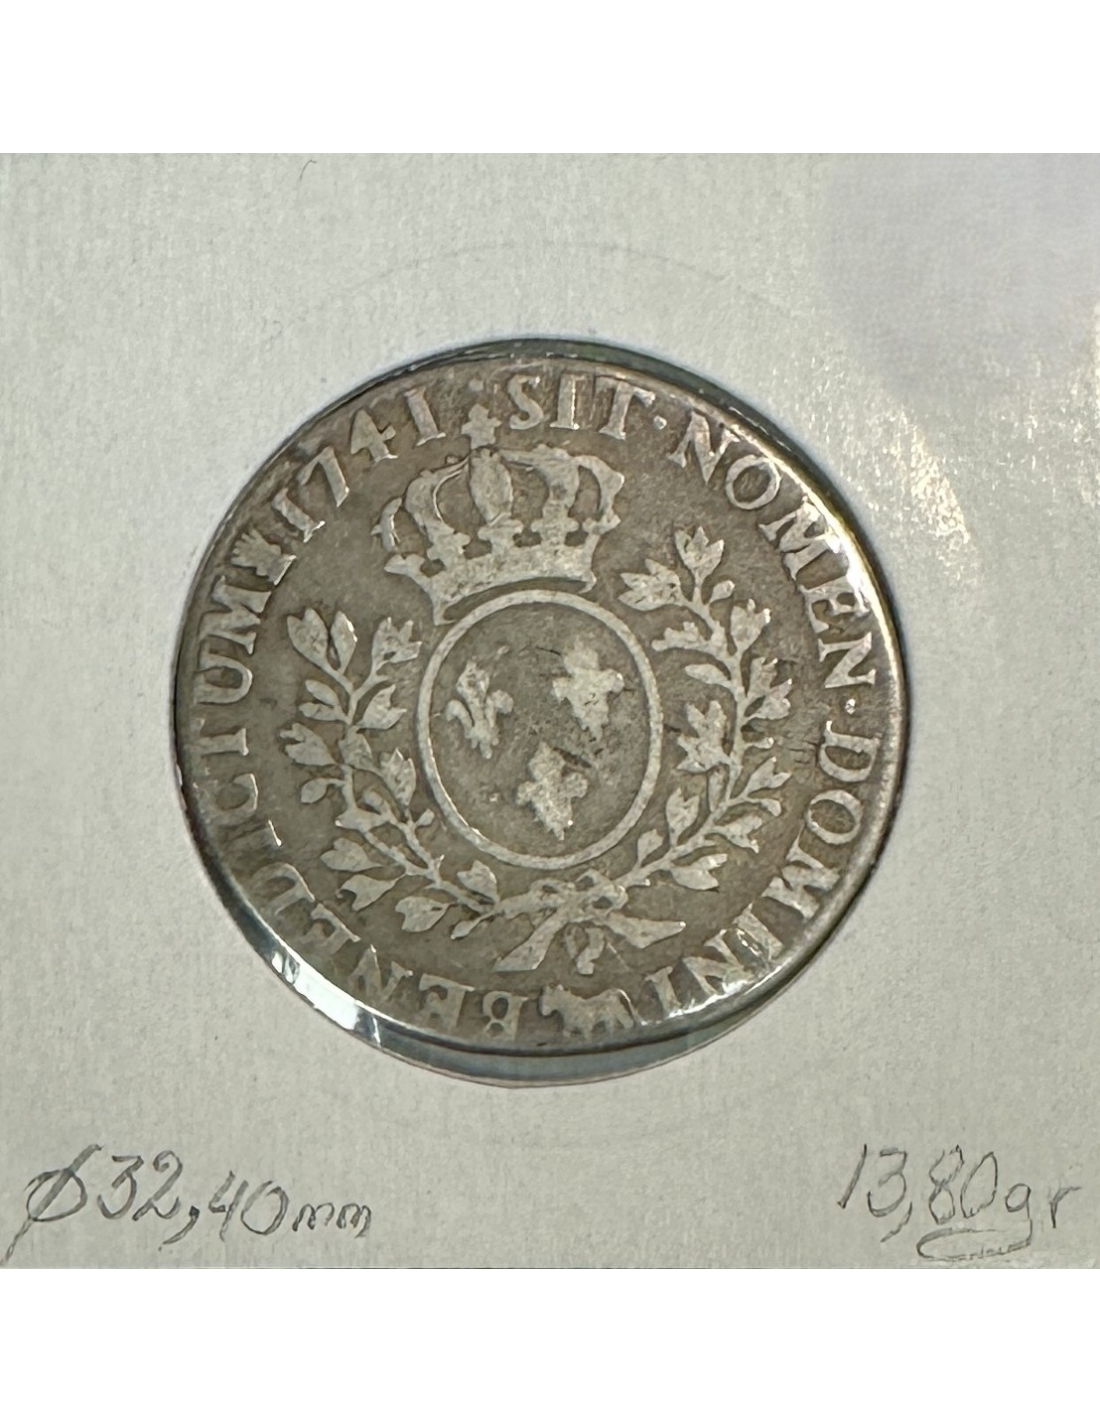 1741 · SIT · NOMEN · DOMINI BENEDICTUM
ø32,40mm
13,80gr